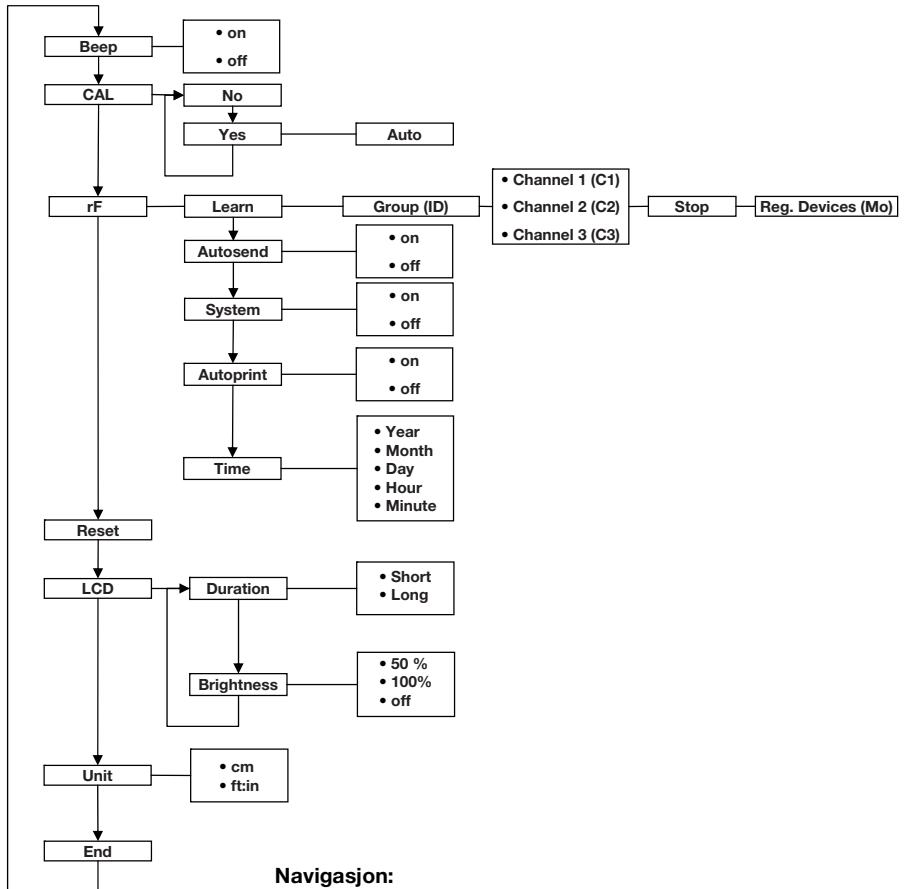 Beep
• on
• off
CAL
No
Yes
Auto
rF
Learn
Group (ID)
• Channel 1 (C1)
• Channel 2 (C2)
• Channel 3 (C3)
Stop
Reg. Devices (Mo)
Autosend
• on
• off
System
• on
• off
Autoprint
• on
• off
Time
• Year
• Month
• Day
• Hour
• Minute
Reset
LCD
Duration
• Short
• Long
Brightness
• 50 %
• 100%
• off
Unit
• cm
• ft:in
End
Navigasjon: